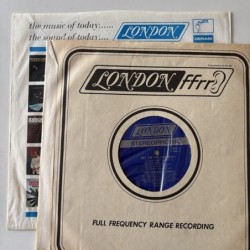 the music of today.....
the sound of today....
LONDON
LONDON ffrr
LONDON
STEREOPHONIC
FULL FREQUENCY RANGE RECORDING